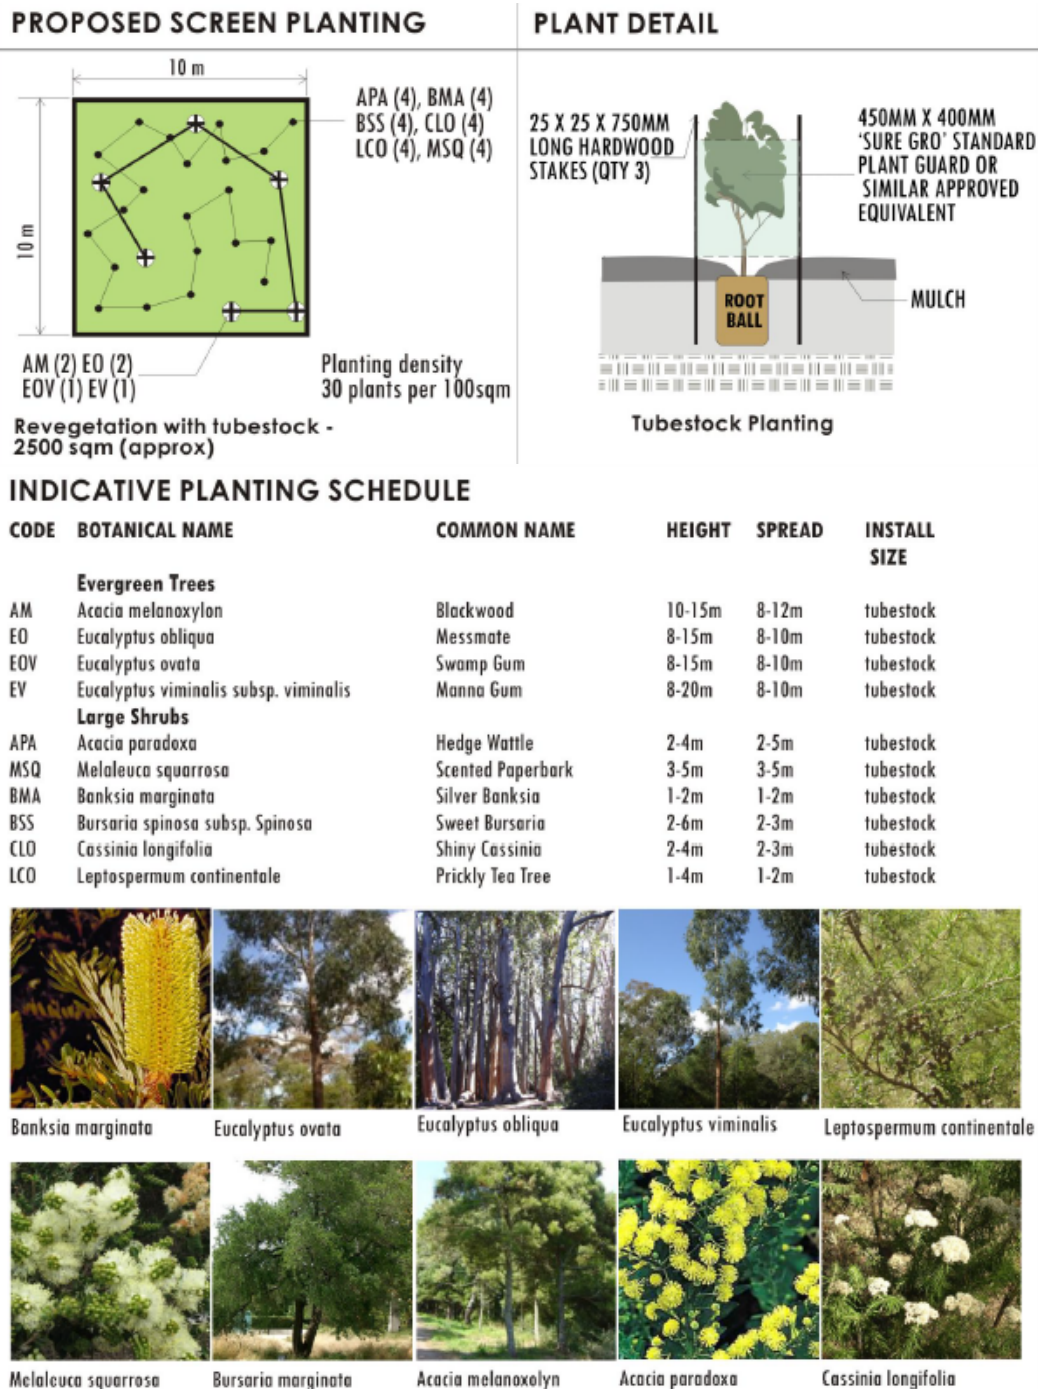 PROPOSED SCREEN PLANTING
10 m
10 m
APA (4), BMA (4)
BSS (4), CLO (4)
LCO (4), MSQ (4)
AM (2) EO (2)
EOV (1) EV (1)
Planting density
30 plants per 100sqm
Revegetation with tubestock -
2500 sqm (approx)
PLANT DETAIL
25 X 25 X 750MM
LONG HARDWOOD
STAKES (QTY 3)
450MM X 400MM
'SURE GRO' STANDARD
PLANT GUARD OR
SIMILAR APPROVED
EQUIVALENT
ROOT
BALL
MULCH
Tubestock Planting
INDICATIVE PLANTING SCHEDULE
CODE BOTANICAL NAME COMMON NAME HEIGHT SPREAD INSTALL
SIZE
Evergreen Trees
AM Acacia melanoxylon Blackwood 10-15m 8-12m tubestock
EO Eucalyptus obliqua Messmate 8-15m 8-10m tubestock
EOV Eucalyptus ovata Swamp Gum 8-15m 8-10m tubestock
EV Eucalyptus viminalis subsp. viminalis Manna Gum 8-20m 8-10m tubestock
Large Shrubs
APA Acacia paradoxa Hedge Wattle 2-4m 2-5m tubestock
MSQ Melaleuca squarrosa Scented Paperbark 3-5m 3-5m tubestock
BMA Banksia marginata Silver Banksia 1-2m 1-2m tubestock
BSS Bursaria spinosa subsp. Spinosa Sweet Bursaria 2-6m 2-3m tubestock
CLO Cassinia longifolia Shiny Cassinia 2-4m 2-3m tubestock
LCO Leptospermum continentale Prickly Tea Tree 1-4m 1-2m tubestock
Banksia marginata Eucalyptus ovata Eucalyptus obliqua Eucalyptus viminalis Leptospermum continentale
Melaleuca squarrosa Bursaria marginata Acacia melanoxolyn Acacia paradoxa Cassinia longifolia